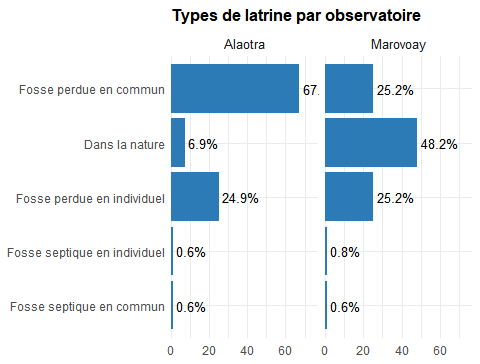 Types de latrine par observatoire
Alaotra Marovoay
Fosse perdue en commun 67. 25.2%
Dans la nature 6.9% 48.2%
Fosse perdue en individuel 24.9% 25.2%
Fosse septique en individuel 0.6% 0.8%
Fosse septique en commun 0.6% 0.6%
0 20 40 60 0 20 40 60